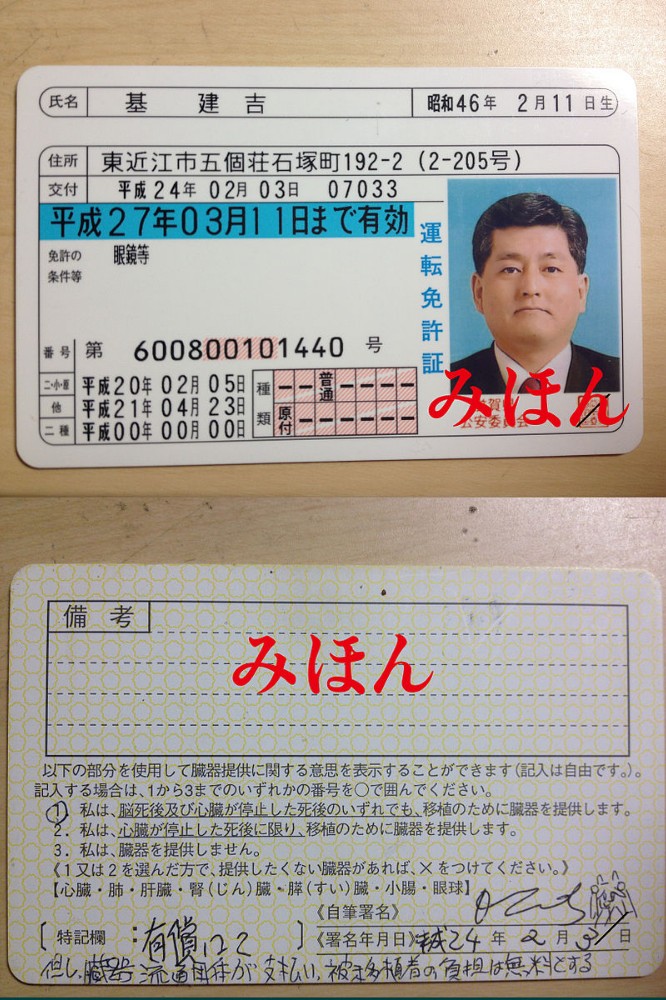 氏名 基 建吉 昭和46年 2月11日生
住所 東近江市五個荘石塚町192-2 (2-205号)
交付 平成24年02月03日 07033
平成27年03月11日まで有効
免許の
条件等
眼鏡等
運転免許証
番号 第 600800101440 号
二・小・原 平成20年02月05日
他 平成21年04月23日
二種 平成00年00月00日
種類 普通 原付
公安委員会
みほん
備考
みほん
以下の部分を使用して臓器提供に関する意思を表示することができます(記入は自由です。)。
記入する場合は、1から3までのいずれかの番号を○で囲んでください。
1. 私は、脳死後及び心臓が停止した死後のいずれでも、移植のために臓器を提供します。
2. 私は、心臓が停止した死後に限り、移植のために臓器を提供します。
3. 私は、臓器を提供しません。
《1又は2を選んだ方で、提供したくない臓器があれば、×をつけてください。》
【心臓・肺・肝臓・腎(じん)臓・膵(すい)臓・小腸・眼球】
《自筆署名》
[特記欄:有償にて
《署名年月日》平成24年2月3日
但し、臓器流通自体が支払い、被移植者の負担は無料とする